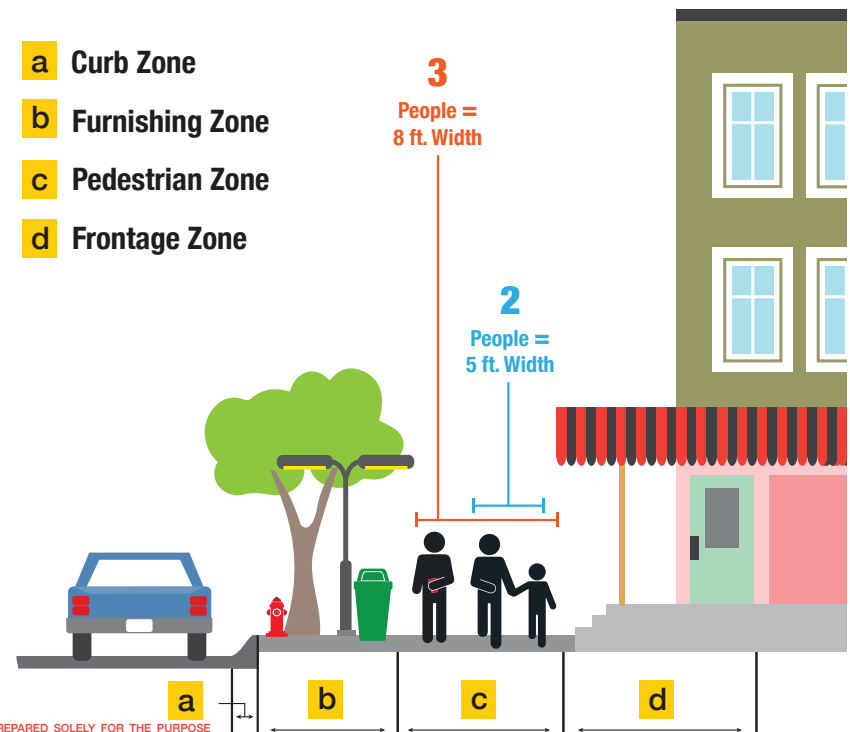 a Curb Zone
b Furnishing Zone
c Pedestrian Zone
d Frontage Zone
3
People =
8 ft. Width
2
People =
5 ft. Width
a
b
c
d
PREPARED SOLELY FOR THE PURPOSE